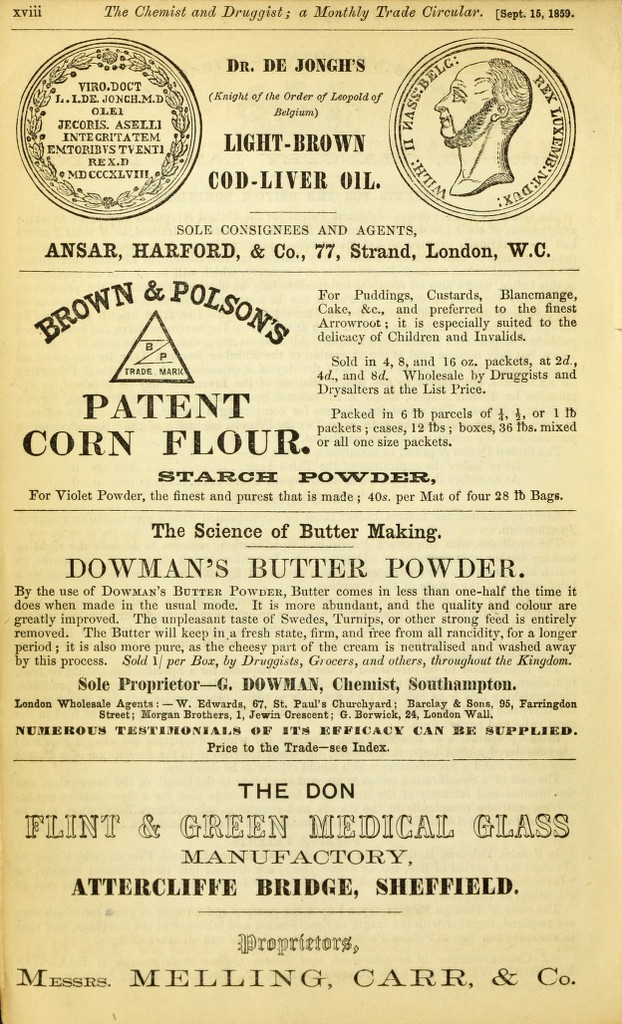 xviii The Chemist and Druggist; a Monthly Trade Circular. [Sept. 15, 1859.
VIRO.DOCT
L.I.DE.JONCH.M.D
OLEI
JECORIS. ASELLI
INTECRITATEM
EMTORIBVS TVENTI
REX.D
MDCCCXLVIII.
DR. DE JONGH'S
(Knight of the Order of Leopold of
Belgium)
LIGHT-BROWN
COD-LIVER OIL.
WILH: II NASS: BELG: REX LUXEMB: M: DUX:
SOLE CONSIGNEES AND AGENTS,
ANSAR, HARFORD, & Co., 77, Strand, London, W.C.
BROWN & POLSON'S
B
P
TRADE MARK
PATENT
CORN FLOUR.
For Puddings, Custards, Blancmange,
Cake, &c., and preferred to the finest
Arrowroot; it is especially suited to the
delicacy of Children and Invalids.
Sold in 4, 8, and 16 oz. packets, at 2d.,
4d., and 8d. Wholesale by Druggists and
Drysalters at the List Price.
Packed in 6 lb parcels of ¼, ½, or 1 lb
packets; cases, 12 lbs; boxes, 36 lbs. mixed
or all one size packets.
STARCH POWDER,
For Violet Powder, the finest and purest that is made; 40s. per Mat of four 28 lb Bags.
The Science of Butter Making.
DOWMAN'S BUTTER POWDER.
By the use of DOWMAN'S BUTTER POWDER, Butter comes in less than one-half the time it
does when made in the usual mode. It is more abundant, and the quality and colour are
greatly improved. The unpleasant taste of Swedes, Turnips, or other strong feed is entirely
removed. The Butter will keep in a fresh state, firm, and free from all rancidity, for a longer
period; it is also more pure, as the cheesy part of the cream is neutralised and washed away
by this process. Sold 1/ per Box, by Druggists, Grocers, and others, throughout the Kingdom.
Sole Proprietor—G. DOWMAN, Chemist, Southampton.
London Wholesale Agents:—W. Edwards, 67, St. Paul's Churchyard; Barclay & Sons, 95, Farringdon
Street; Morgan Brothers, 1, Jewin Crescent; G. Borwick, 24, London Wall.
NUMEROUS TESTIMONIALS OF ITS EFFICACY CAN BE SUPPLIED.
Price to the Trade—see Index.
THE DON
FLINT & GREEN MEDICAL GLASS
MANUFACTORY,
ATTERCLIFFE BRIDGE, SHEFFIELD.
Proprietors,
MESSRS. MELLING, CARR, & Co.